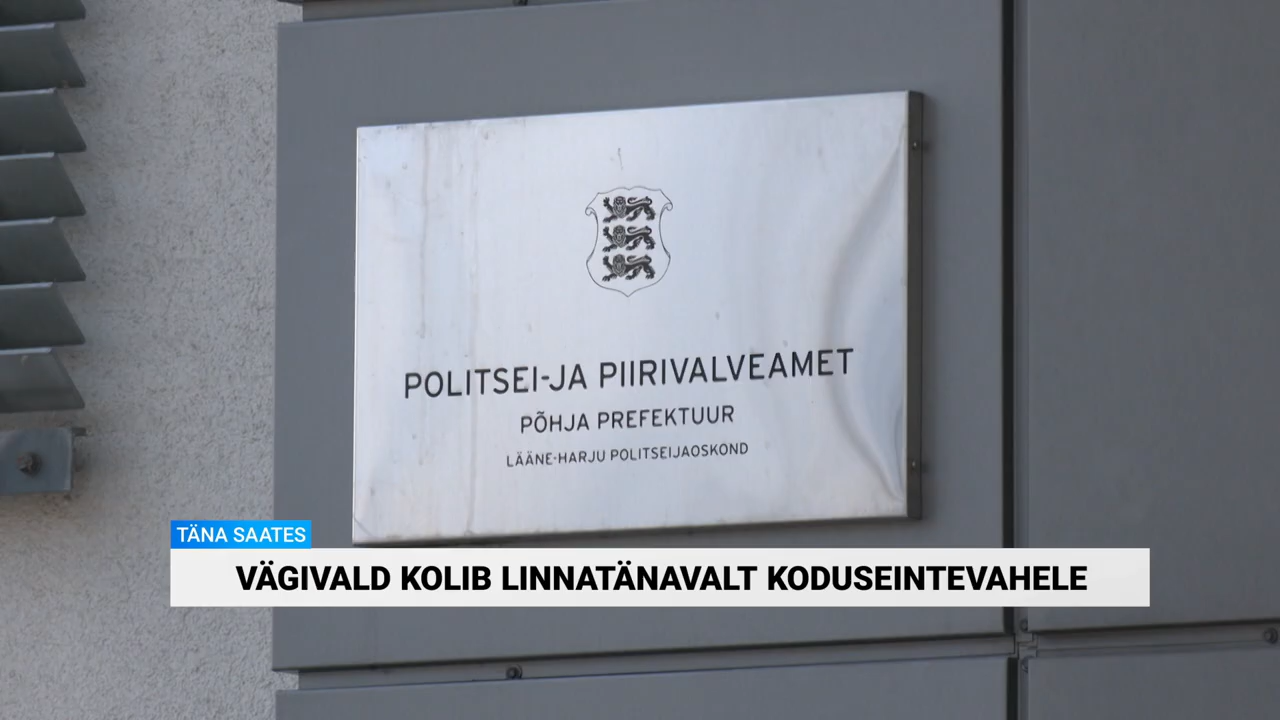 POLITSEI-JA PIIRIVALVEAMET
PÕHJA PREFEKTUUR
LÄÄNE-HARJU POLITSEIJAOSKOND
TÄNA SAATES
VÄGIVALD KOLIB LINNATÄNAVALT KODUSEINTEVAHELE